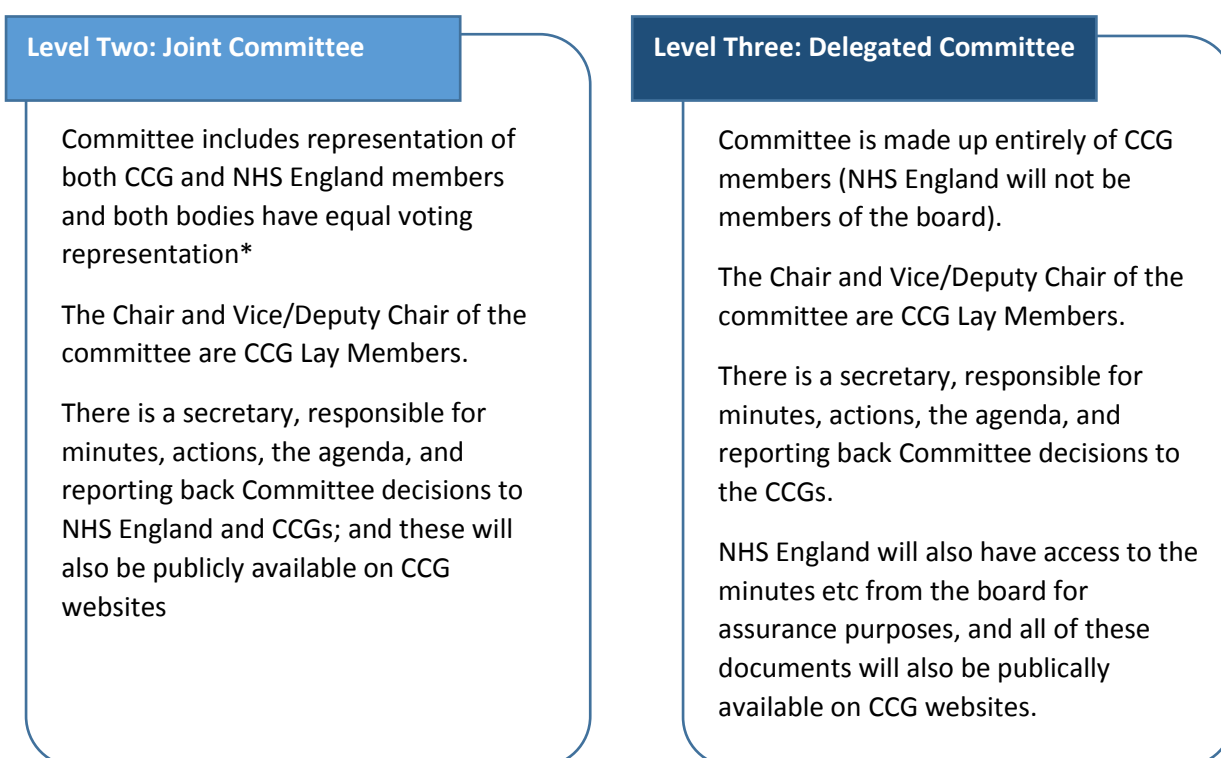 Level Two: Joint Committee
Committee includes representation of
both CCG and NHS England members
and both bodies have equal voting
representation*
The Chair and Vice/Deputy Chair of the
committee are CCG Lay Members.
There is a secretary, responsible for
minutes, actions, the agenda, and
reporting back Committee decisions to
NHS England and CCGs; and these will
also be publicly available on CCG
websites
Level Three: Delegated Committee
Committee is made up entirely of CCG
members (NHS England will not be
members of the board).
The Chair and Vice/Deputy Chair of the
committee are CCG Lay Members.
There is a secretary, responsible for
minutes, actions, the agenda, and
reporting back Committee decisions to
the CCGs.
NHS England will also have access to the
minutes etc from the board for
assurance purposes, and all of these
documents will also be publically
available on CCG websites.